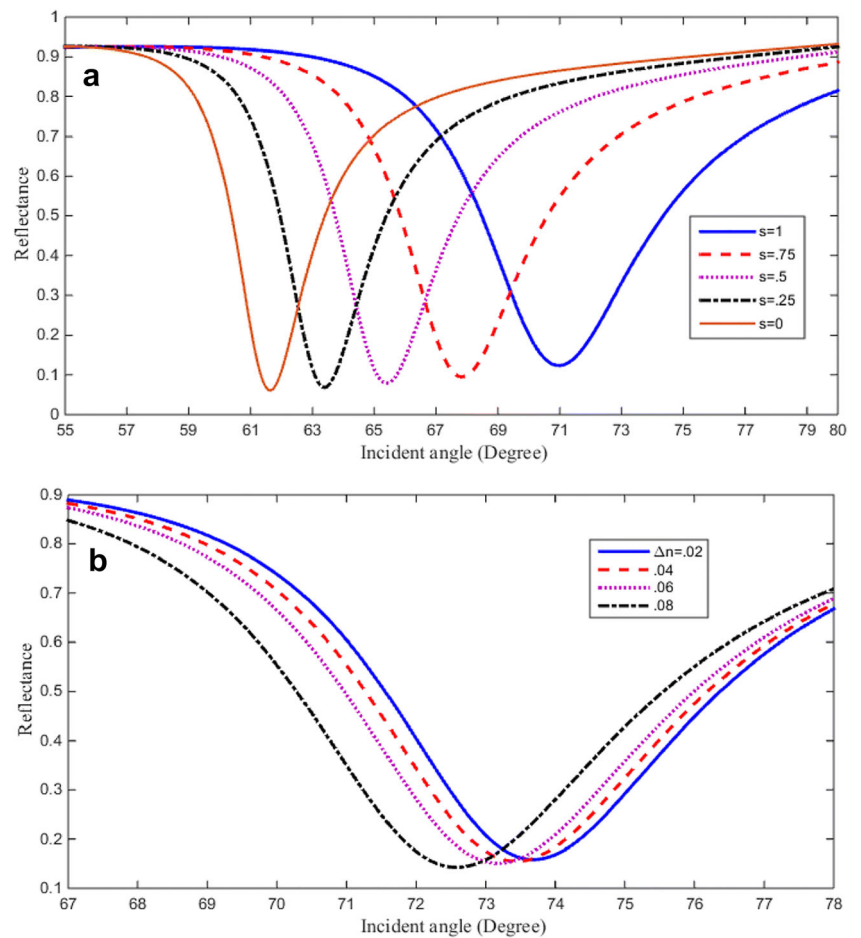 a
1
0.9
0.8
0.7
0.6
0.5
0.4
0.3
0.2
0.1
0
Reflectance
s=1
s=.75
s=.5
s=.25
s=0
55 57 59 61 63 65 67 69 71 73 75 77 79 80
Incident angle (Degree)
b
0.9
0.8
0.7
0.6
0.5
0.4
0.3
0.2
0.1
Reflectance
Δn=.02
.04
.06
.08
67 68 69 70 71 72 73 74 75 76 77 78
Incident angle (Degree)